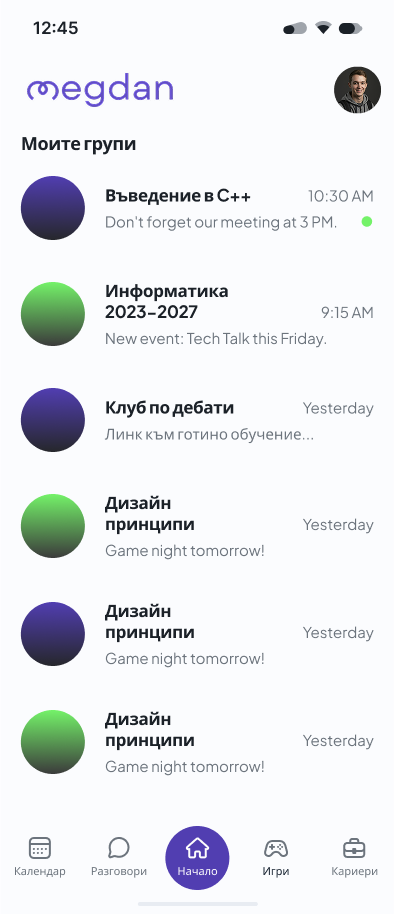 12:45
megdan
Моите групи
Въведение в C++ 10:30 AM
Don't forget our meeting at 3 PM.
Информатика
2023–2027 9:15 AM
New event: Tech Talk this Friday.
Клуб по дебати Yesterday
Линк към готино обучение...
Дизайн
принципи Yesterday
Game night tomorrow!
Дизайн
принципи Yesterday
Game night tomorrow!
Дизайн
принципи Yesterday
Game night tomorrow!
Календар Разговори Начало Игри Кариери